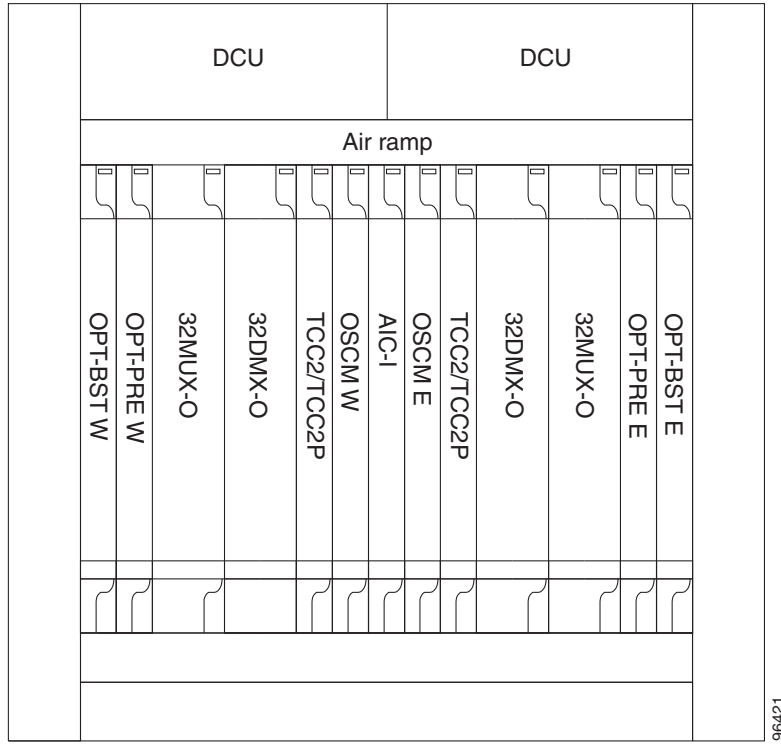 DCU
DCU
Air ramp
OPT-BST W
OPT-PRE W
32MUX-O
32DMX-O
TCC2/TCC2P
OSCM W
AIC-I
OSCM E
TCC2/TCC2P
32DMX-O
32MUX-O
OPT-PRE E
OPT-BST E
96421